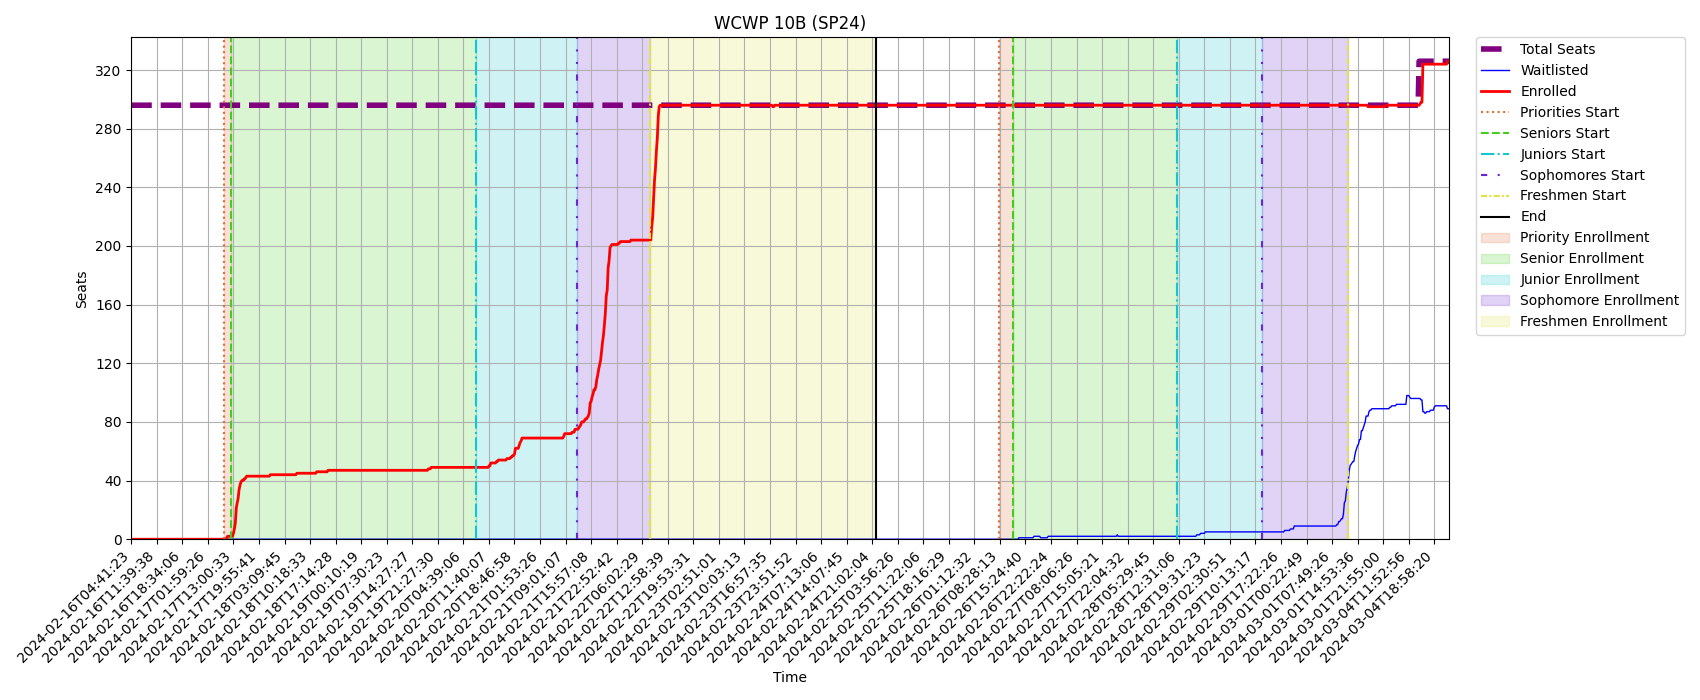 WCWP 10B (SP24)
Seats
320
280
240
200
160
120
80
40
0
2024-02-16T04:41:23
2024-02-16T11:39:38
2024-02-16T18:34:06
2024-02-17T01:59:26
2024-02-17T13:00:35
2024-02-17T19:55:41
2024-02-18T03:09:45
2024-02-18T10:18:33
2024-02-18T17:14:28
2024-02-19T00:10:19
2024-02-19T07:30:23
2024-02-19T14:27:27
2024-02-19T21:27:30
2024-02-20T04:39:06
2024-02-20T11:40:07
2024-02-20T18:46:58
2024-02-21T01:53:26
2024-02-21T09:01:07
2024-02-21T15:57:08
2024-02-21T22:52:42
2024-02-22T06:02:29
2024-02-22T12:58:39
2024-02-22T19:53:31
2024-02-23T02:51:01
2024-02-23T10:03:13
2024-02-23T16:57:35
2024-02-23T23:51:52
2024-02-24T07:13:06
2024-02-24T14:07:45
2024-02-24T21:02:04
2024-02-25T03:56:26
2024-02-25T11:22:06
2024-02-25T18:16:29
2024-02-26T01:12:32
2024-02-26T08:28:13
2024-02-26T15:24:40
2024-02-26T22:22:24
2024-02-27T08:06:26
2024-02-27T15:05:21
2024-02-27T22:04:32
2024-02-28T05:29:45
2024-02-28T12:31:06
2024-02-28T19:31:23
2024-02-29T02:30:51
2024-02-29T10:13:17
2024-02-29T17:22:26
2024-03-01T00:22:49
2024-03-01T07:49:26
2024-03-01T14:53:36
2024-03-01T21:55:00
2024-03-04T11:52:56
2024-03-04T18:58:20
Time
Total Seats
Waitlisted
Enrolled
Priorities Start
Seniors Start
Juniors Start
Sophomores Start
Freshmen Start
End
Priority Enrollment
Senior Enrollment
Junior Enrollment
Sophomore Enrollment
Freshmen Enrollment